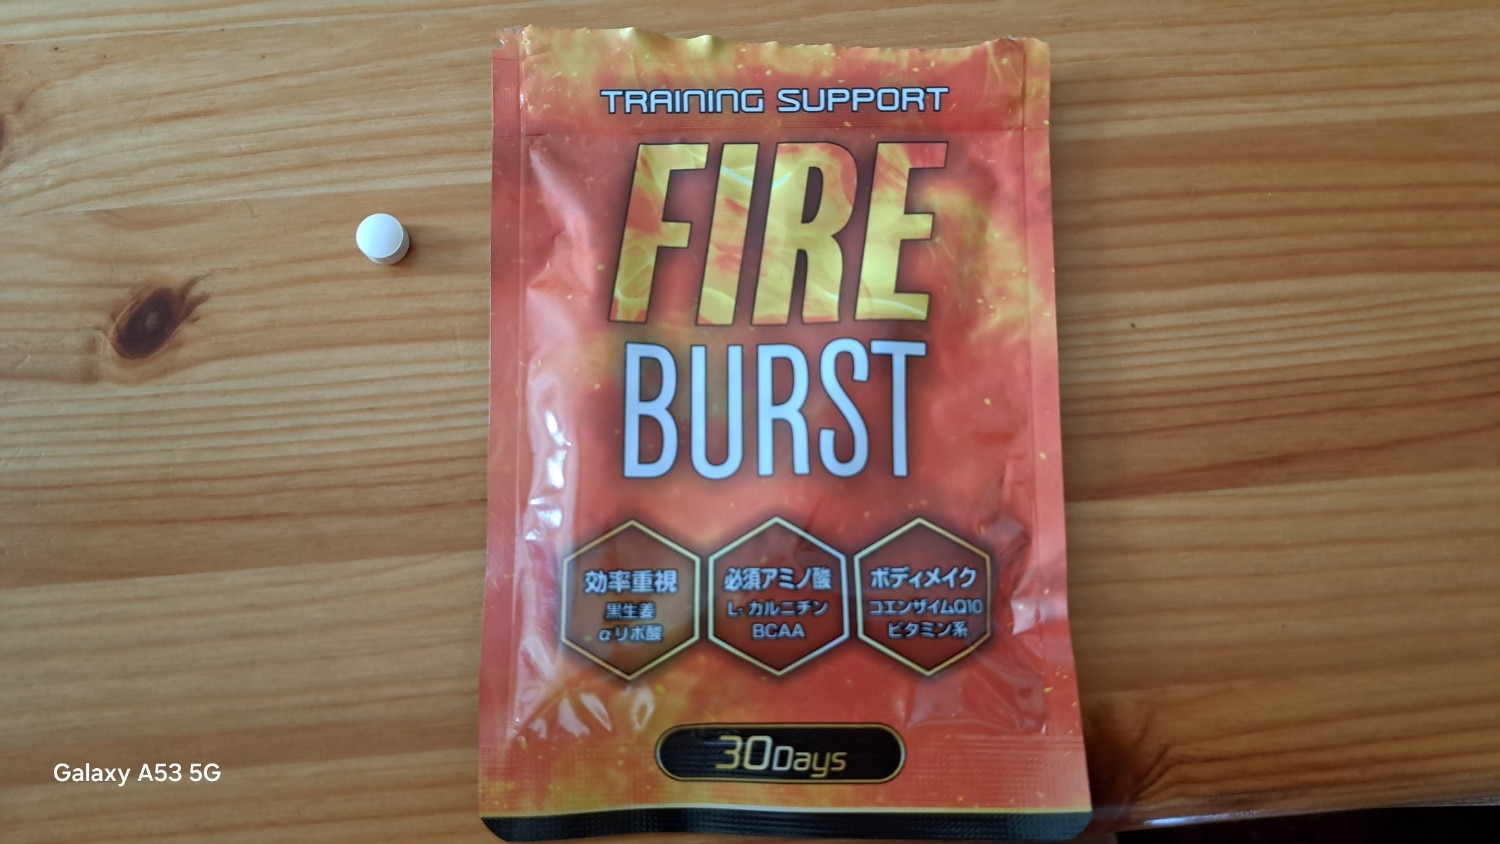 TRAINING SUPPORT
FIRE
BURST
効率重視
黒生姜
α-リポ酸
必須アミノ酸
L-カルニチン
BCAA
ボディメイク
コエンザイムQ10
ビタミン系
30Days
Galaxy A53 5G